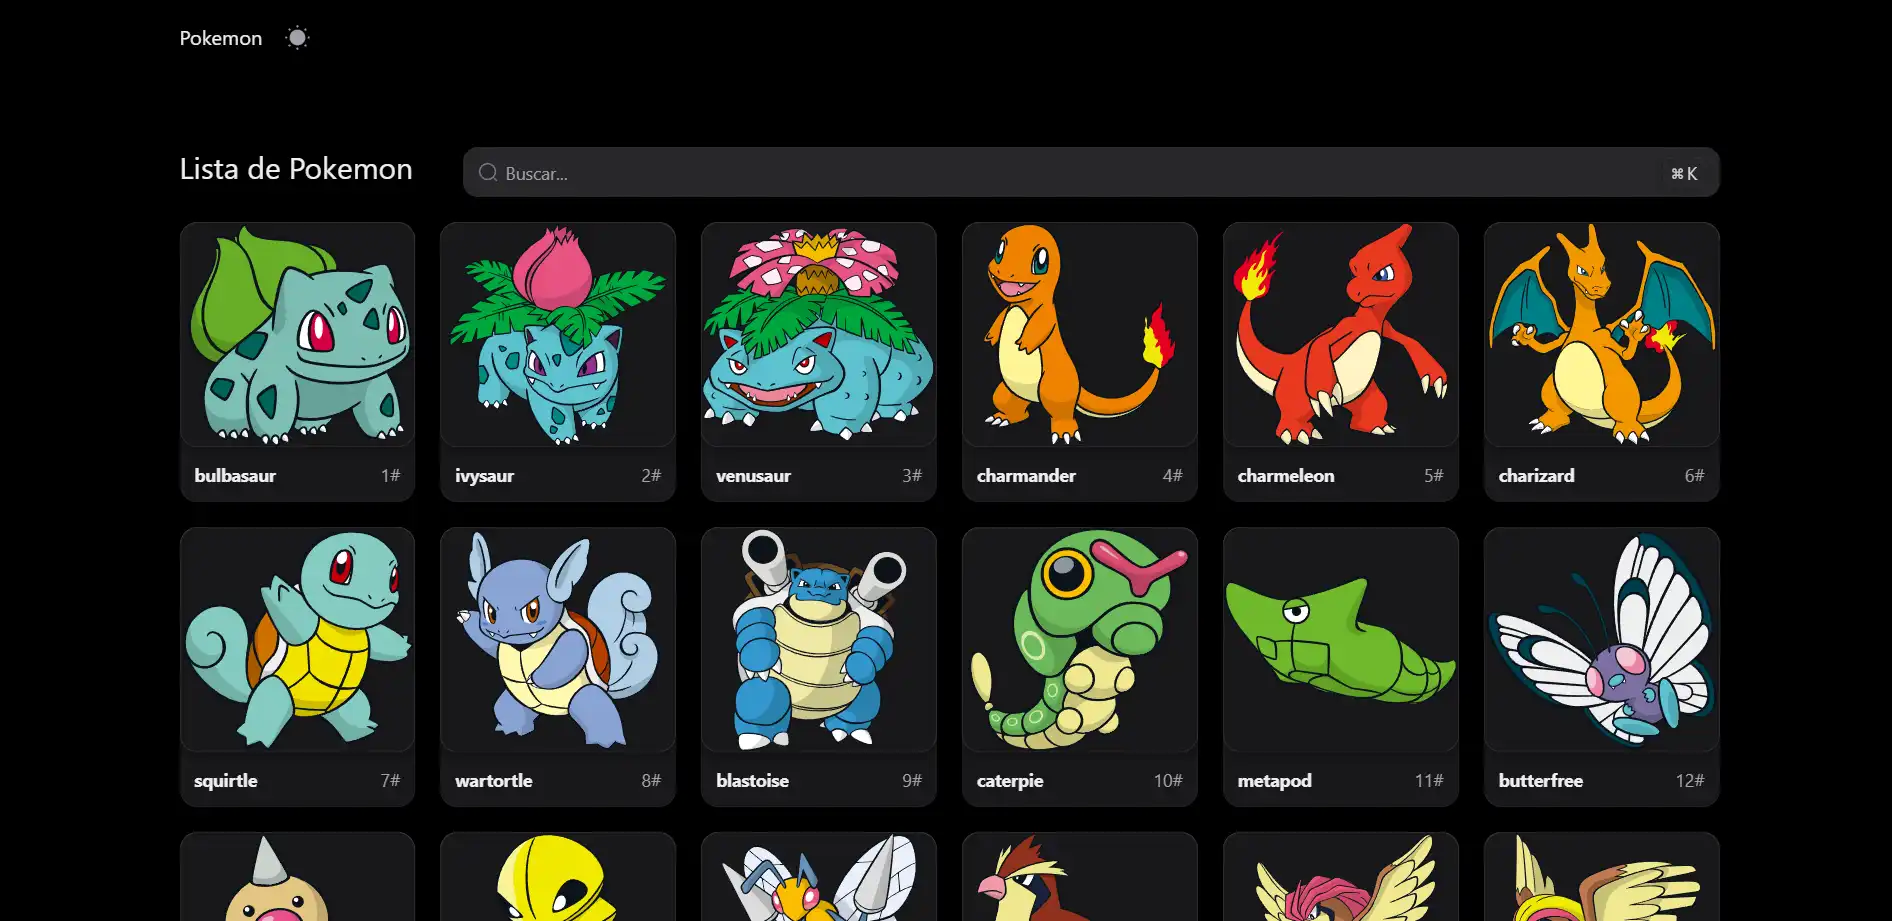 Pokemon
Lista de Pokemon
Buscar...
⌘K
bulbasaur 1#
ivysaur 2#
venusaur 3#
charmander 4#
charmeleon 5#
charizard 6#
squirtle 7#
wartortle 8#
blastoise 9#
caterpie 10#
metapod 11#
butterfree 12#